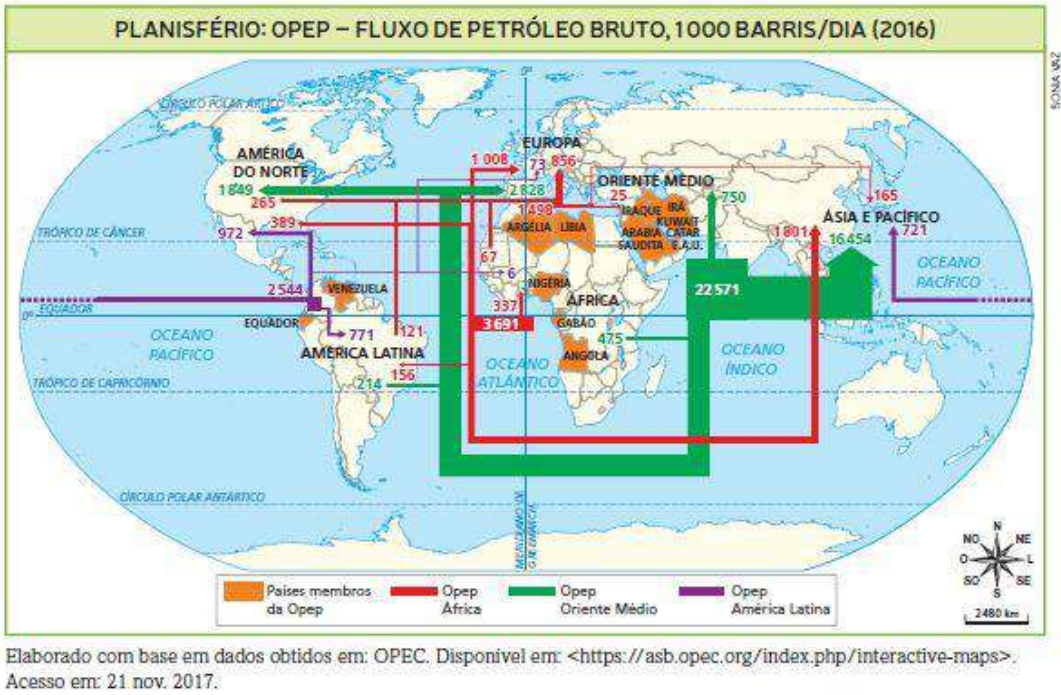 PLANISFÉRIO: OPEP – FLUXO DE PETRÓLEO BRUTO, 1 000 BARRIS/DIA (2016)
SONIA VAZ
0°
CÍRCULO POLAR ÁRTICO
AMÉRICA
DO NORTE
EUROPA
1 008
73
856
1 849
265
2 828
ORIENTE MÉDIO
25
750
165
389
1 498
IRAQUE
IRÃ
KUWAIT
ARABIA
CATAR
SAUDITA
E.A.U.
ÁSIA E PACÍFICO
TRÓPICO DE CÂNCER
972
ARGÉLIA
LÍBIA
1 801
16 454
721
67
6
OCEANO
PACÍFICO
2 544
VENEZUELA
NIGÉRIA
22 571
EQUADOR
0°
337
ÁFRICA
EQUADOR
3 691
GABÃO
OCEANO
PACÍFICO
771
121
475
AMÉRICA LATINA
OCEANO
ATLÂNTICO
ANGOLA
OCEANO
ÍNDICO
156
TRÓPICO DE CAPRICÓRNIO
214
CÍRCULO POLAR ANTÁRTICO
MERIDIANO DE
GREENWICH
N
NO
NE
O
L
SO
SE
S
2480 km
Países membros
da Opep
Opep
África
Opep
Oriente Médio
Opep
América Latina
Elaborado com base em dados obtidos em: OPEC. Disponível em: <https://asb.opec.org/index.php/interactive-maps>.
Acesso em: 21 nov. 2017.